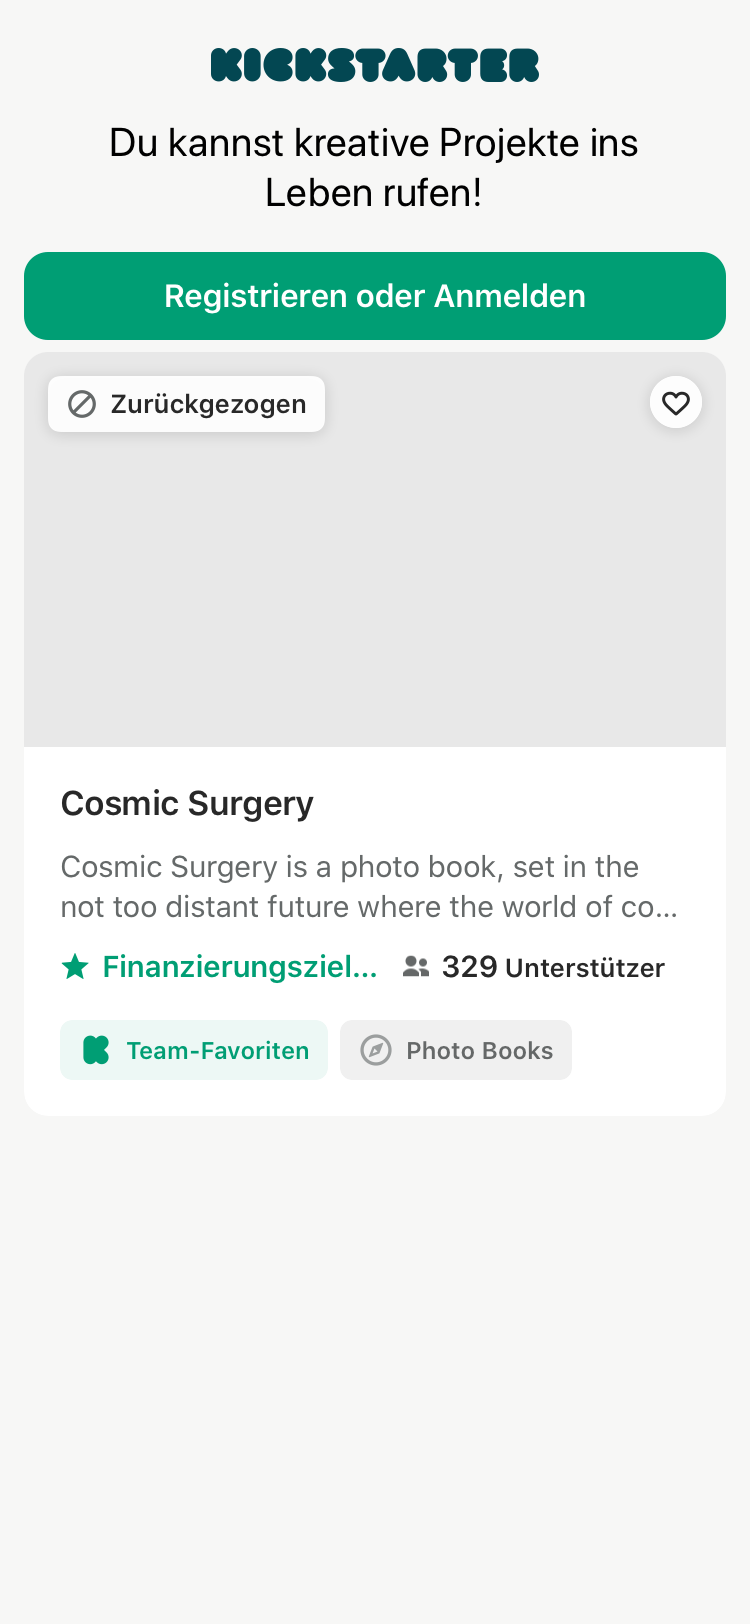 KICKSTARTER
Du kannst kreative Projekte ins
Leben rufen!
Registrieren oder Anmelden
Zurückgezogen
Cosmic Surgery
Cosmic Surgery is a photo book, set in the
not too distant future where the world of co...
Finanzierungsziel... 329 Unterstützer
Team-Favoriten Photo Books